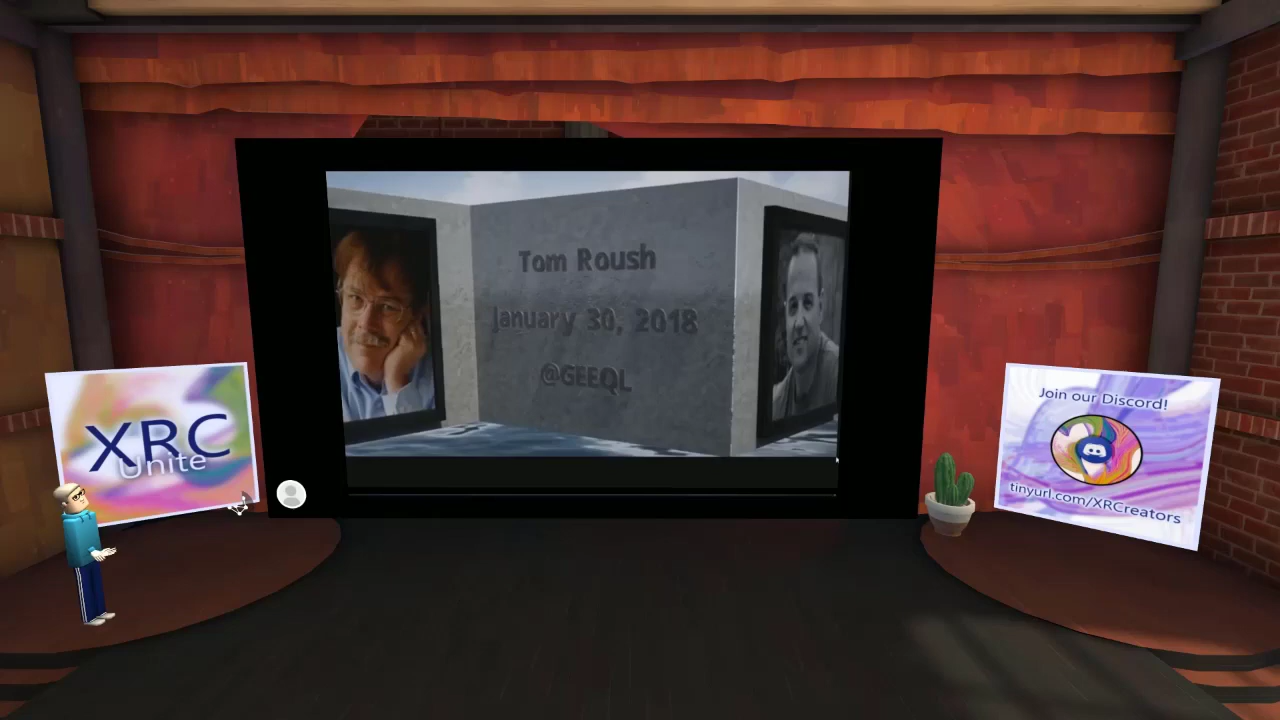 Tom Roush
January 30, 2018
@GEEQL
XRC
Unite
Join our Discord!
tinyurl.com/XRCreators